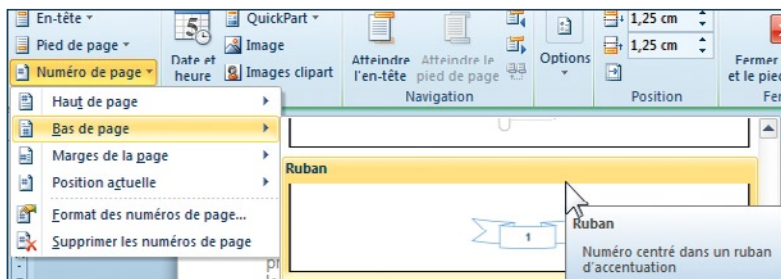 En-tête
QuickPart
1,25 cm
Pied de page
5
Image
1,25 cm
Numéro de page
Date et heure
Images clipart
Atteindre l'en-tête
Atteindre le pied de page
Options
Fermer
et le pied
Navigation
Position
Haut de page
Bas de page
Marges de la page
Position actuelle
Format des numéros de page...
Supprimer les numéros de page
Ruban
1
Ruban
Numéro centré dans un ruban
d'accentuation